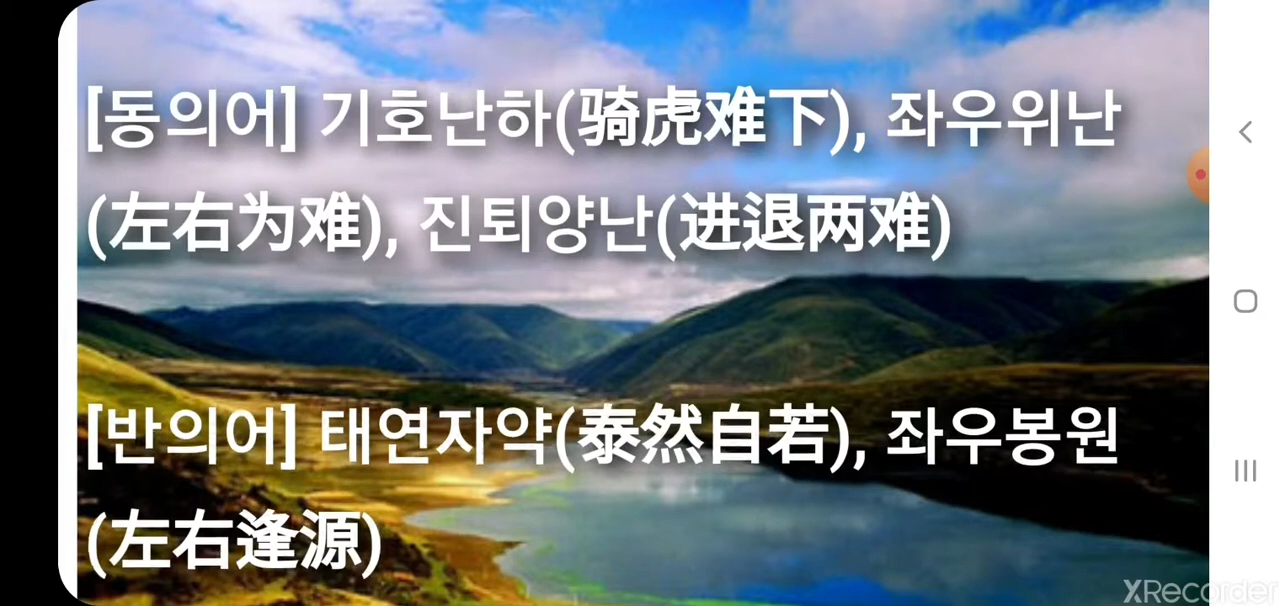 [동의어] 기호난하(骑虎难下), 좌우위난
(左右为难), 진퇴양난(进退两难)
[반의어] 태연자약(泰然自若), 좌우봉원
(左右逢源)
XRecorder